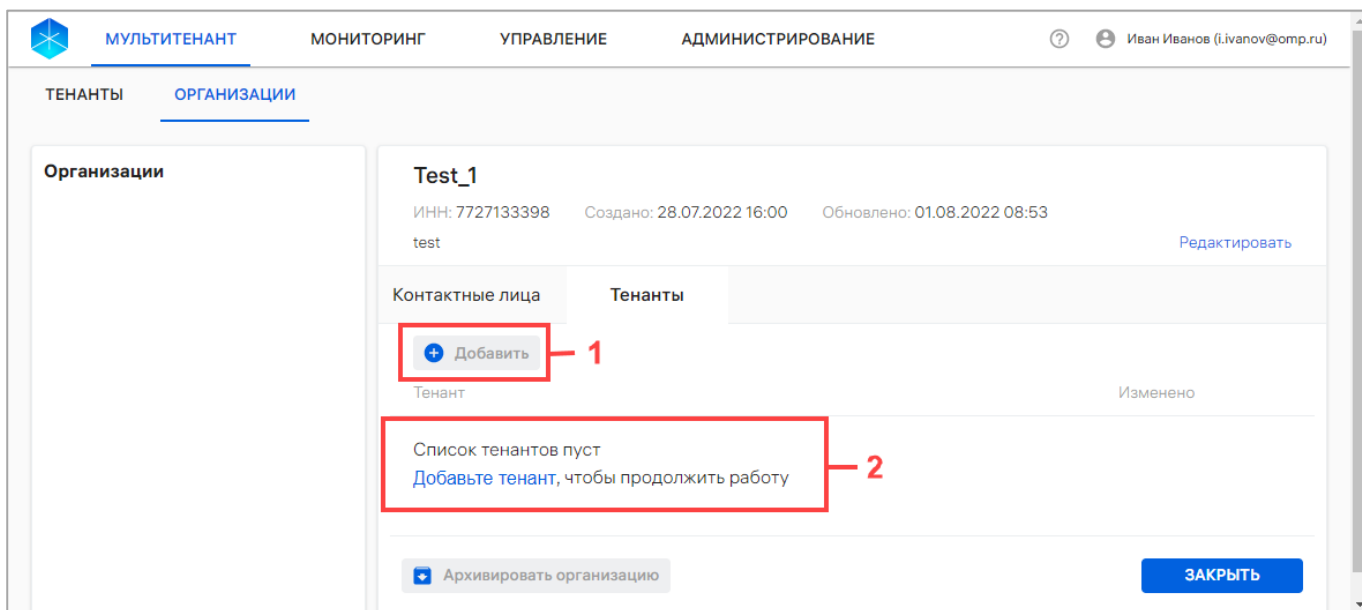 МУЛЬТИТЕНАНТ МОНИТОРИНГ УПРАВЛЕНИЕ АДМИНИСТРИРОВАНИЕ ? Иван Иванов (i.ivanov@omp.ru)
ТЕНАНТЫ ОРГАНИЗАЦИИ
Организации
Test_1
ИНН: 7727133398 Создано: 28.07.2022 16:00 Обновлено: 01.08.2022 08:53
test Редактировать
Контактные лица Тенанты
Добавить 1
Тенант Изменено
Список тенантов пуст
Добавьте тенант, чтобы продолжить работу 2
Архивировать организацию ЗАКРЫТЬ